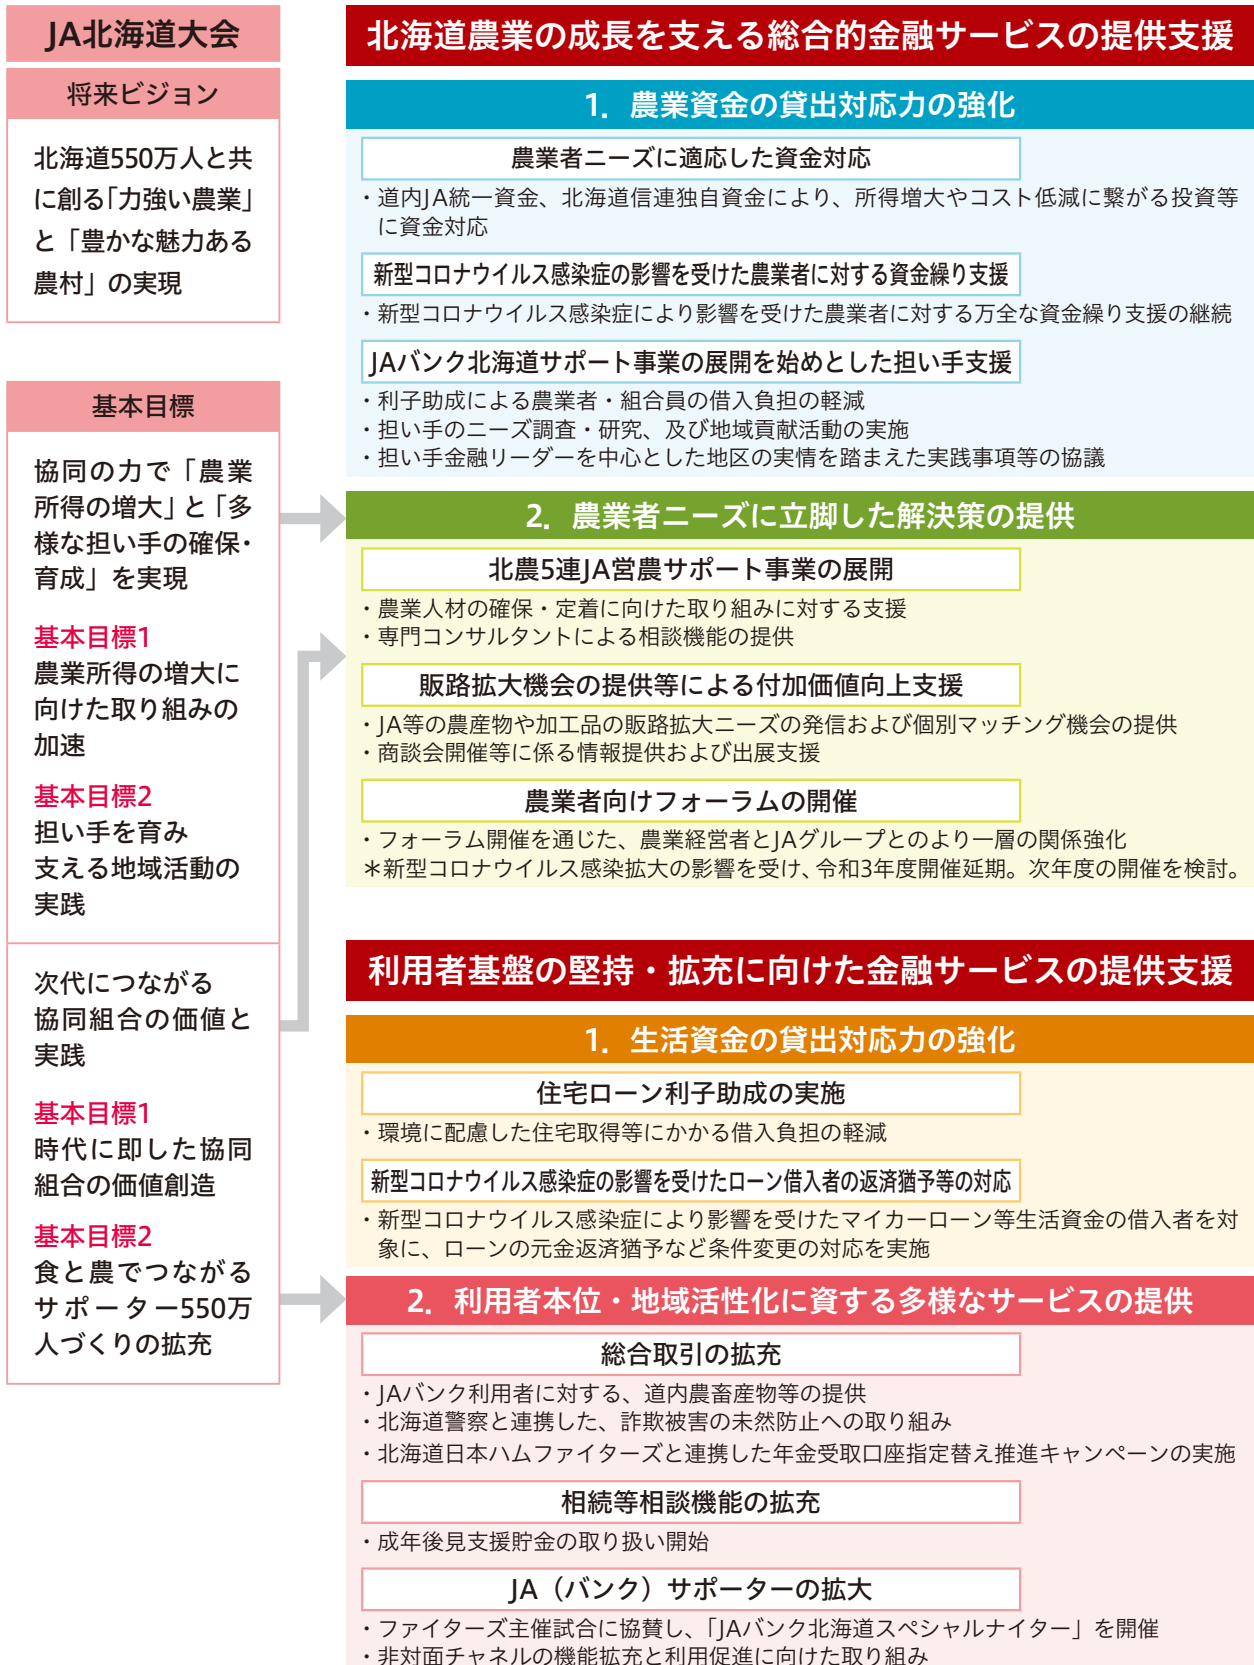 JA北海道大会
将来ビジョン
北海道550万人と共
に創る「力強い農業」
と「豊かな魅力ある
農村」の実現
基本目標
協同の力で「農業
所得の増大」と「多
様な担い手の確保・
育成」を実現
基本目標1
農業所得の増大に
向けた取り組みの
加速
基本目標2
担い手を育み
支える地域活動の
実践
次代につながる
協同組合の価値と
実践
基本目標1
時代に即した協同
組合の価値創造
基本目標2
食と農でつながる
サポーター550万
人づくりの拡充
北海道農業の成長を支える総合的金融サービスの提供支援
1. 農業資金の貸出対応力の強化
農業者ニーズに適応した資金対応
・道内JA統一資金、北海道信連独自資金により、所得増大やコスト低減に繋がる投資等
に資金対応
新型コロナウイルス感染症の影響を受けた農業者に対する資金繰り支援
・新型コロナウイルス感染症により影響を受けた農業者に対する万全な資金繰り支援の継続
JAバンク北海道サポート事業の展開を始めとした担い手支援
・利子助成による農業者・組合員の借入負担の軽減
・担い手のニーズ調査・研究、及び地域貢献活動の実施
・担い手金融リーダーを中心とした地区の実情を踏まえた実践事項等の協議
2. 農業者ニーズに立脚した解決策の提供
北農5連JA営農サポート事業の展開
・農業人材の確保・定着に向けた取り組みに対する支援
・専門コンサルタントによる相談機能の提供
販路拡大機会の提供等による付加価値向上支援
・JA等の農産物や加工品の販路拡大ニーズの発信および個別マッチング機会の提供
・商談会開催等に係る情報提供および出展支援
農業者向けフォーラムの開催
・フォーラム開催を通じた、農業経営者とJAグループとのより一層の関係強化
＊新型コロナウイルス感染拡大の影響を受け、令和3年度開催延期。次年度の開催を検討。
利用者基盤の堅持・拡充に向けた金融サービスの提供支援
1. 生活資金の貸出対応力の強化
住宅ローン利子助成の実施
・環境に配慮した住宅取得等にかかる借入負担の軽減
新型コロナウイルス感染症の影響を受けたローン借入者の返済猶予等の対応
・新型コロナウイルス感染症により影響を受けたマイカーローン等生活資金の借入者を対
象に、ローンの元金返済猶予など条件変更の対応を実施
2. 利用者本位・地域活性化に資する多様なサービスの提供
総合取引の拡充
・JAバンク利用者に対する、道内農畜産物等の提供
・北海道警察と連携した、詐欺被害の未然防止への取り組み
・北海道日本ハムファイターズと連携した年金受取口座指定替え推進キャンペーンの実施
相続等相談機能の拡充
・成年後見支援貯金の取り扱い開始
JA（バンク）サポーターの拡大
・ファイターズ主催試合に協賛し、「JAバンク北海道スペシャルナイター」を開催
・非対面チャネルの機能拡充と利用促進に向けた取り組み